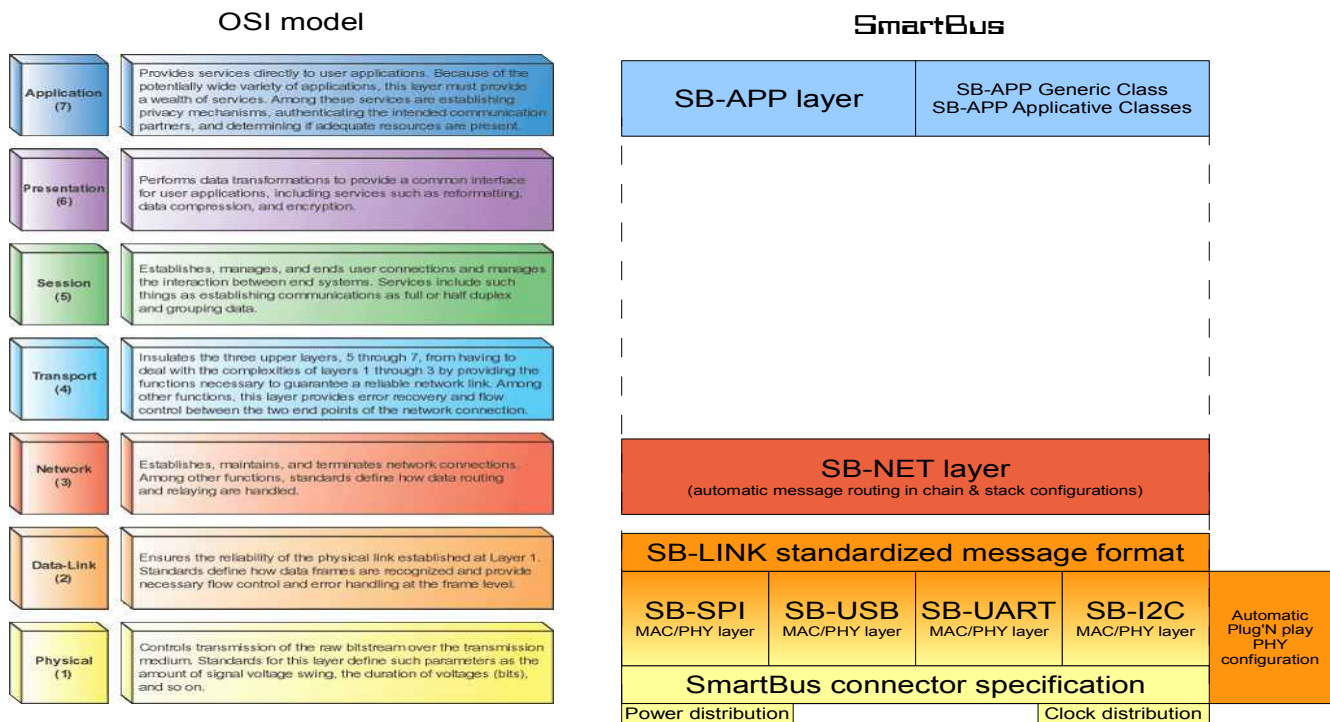 OSI model
SmartBus
Application
(7)
Provides services directly to user applications. Because of the
potentially wide variety of applications, this layer must provide
a wealth of services. Among these services are establishing
privacy mechanisms, authenticating the intended communication
partners, and determining if adequate resources are present.
SB-APP layer
SB-APP Generic Class
SB-APP Applicative Classes
Presentation
(6)
Performs data transformations to provide a common interface
for user applications, including services such as reformatting,
data compression, and encryption.
Session
(5)
Establishes, manages, and ends user connections and manages
the interaction between end systems. Services include such
things as establishing communications as full or half duplex
and grouping data.
Transport
(4)
Insulates the three upper layers, 5 through 7, from having to
deal with the complexities of layers 1 through 3 by providing the
functions necessary to guarantee a reliable network link. Among
other functions, this layer provides error recovery and flow
control between the two end points of the network connection.
Network
(3)
Establishes, maintains, and terminates network connections.
Among other functions, standards define how data routing
and relaying are handled.
SB-NET layer
(automatic message routing in chain & stack configurations)
Data-Link
(2)
Ensures the reliability of the physical link established at Layer 1.
Standards define how data frames are recognized and provide
necessary flow control and error handling at the frame level.
SB-LINK standardized message format
SB-SPI
MAC/PHY layer
SB-USB
MAC/PHY layer
SB-UART
MAC/PHY layer
SB-I2C
MAC/PHY layer
Automatic
Plug'N play
PHY
configuration
Physical
(1)
Controls transmission of the raw bitstream over the transmission
medium. Standards for this layer define such parameters as the
amount of signal voltage swing, the duration of voltages (bits),
and so on.
SmartBus connector specification
Power distribution
Clock distribution